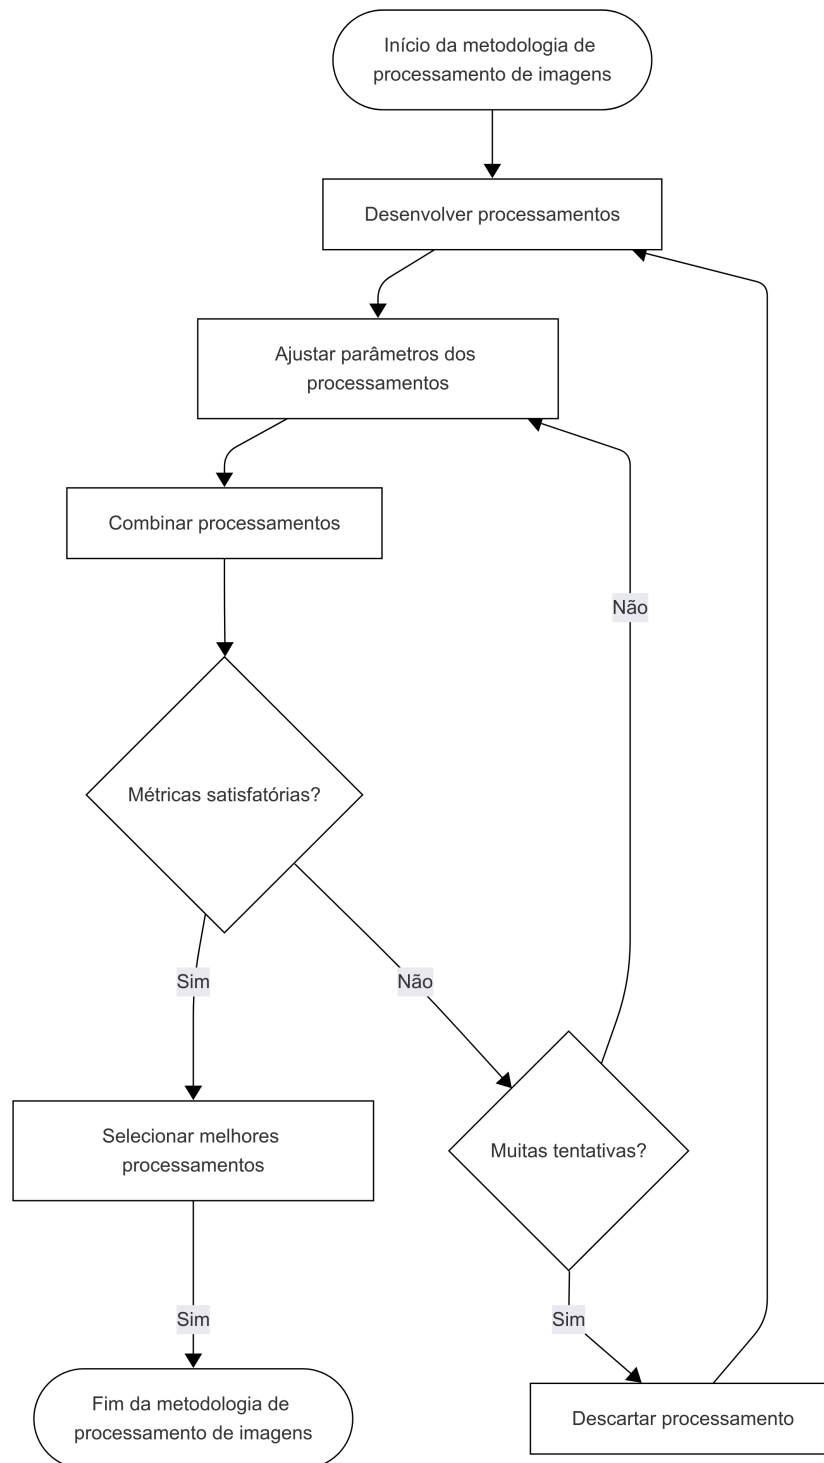 Início da metodologia de
processamento de imagens
Desenvolver processamentos
Ajustar parâmetros dos
processamentos
Combinar processamentos
Não
Métricas satisfatórias?
Sim
Não
Selecionar melhores
processamentos
Muitas tentativas?
Sim
Sim
Fim da metodologia de
processamento de imagens
Descartar processamento